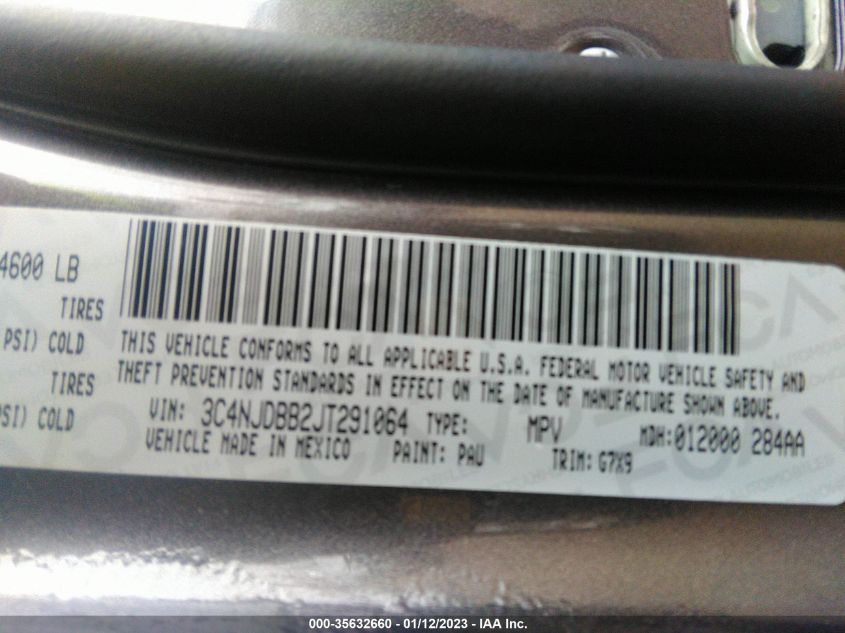 4600 LB
TIRES
PSI) COLD
TIRES
PSI) COLD
THIS VEHICLE CONFORMS TO ALL APPLICABLE U.S.A. FEDERAL MOTOR VEHICLE SAFETY AND
THEFT PREVENTION STANDARDS IN EFFECT ON THE DATE OF MANUFACTURE SHOWN ABOVE.
VIN: 3C4NJDBB2JT291064 TYPE: MPV MDH:012000 284AA
VEHICLE MADE IN MEXICO PAINT: PAU TRIM: G7X9
000-35632660 - 01/12/2023 - IAA Inc.